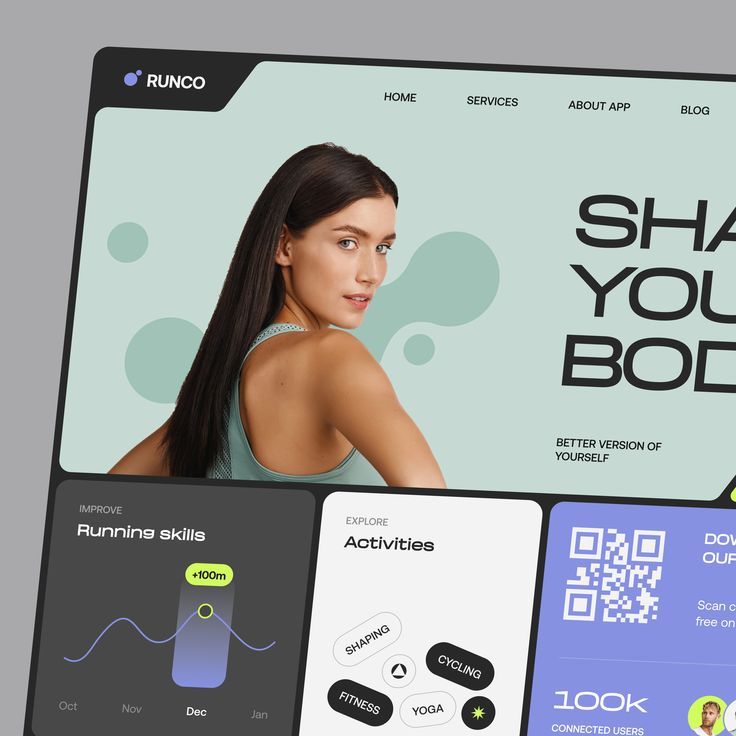 RUNCO
HOME SERVICES ABOUT APP BLOG
SHA
YOU
BOD
BETTER VERSION OF
YOURSELF
IMPROVE
Running skills
+100m
Oct Nov Dec Jan
EXPLORE
Activities
SHAPING
CYCLING
FITNESS
YOGA
DOW
OUR
Scan c
free on
100k
CONNECTED USERS